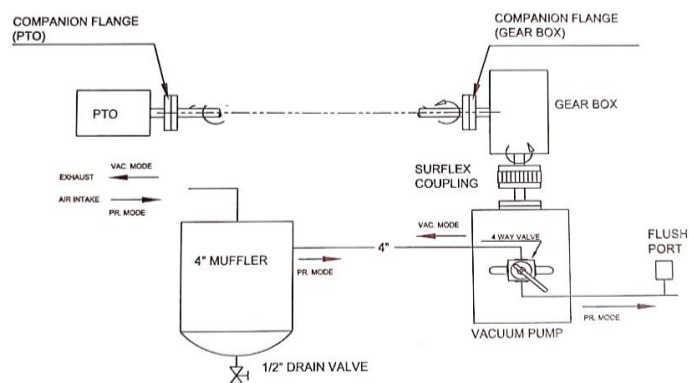 COMPANION FLANGE
(PTO)
COMPANION FLANGE
(GEAR BOX)
PTO
GEAR BOX
VAC. MODE
EXHAUST
AIR INTAKE
PR. MODE
SURFLEX
COUPLING
VAC. MODE
4 WAY VALVE
FLUSH
PORT
4" MUFFLER
4"
PR. MODE
PR. MODE
VACUUM PUMP
1/2" DRAIN VALVE